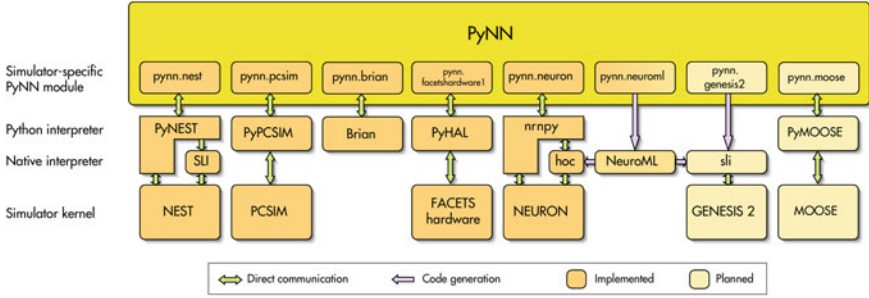 PyNN
Simulator-specific
PyNN module
pynn.nest
pynn.pcsim
pynn.brian
pynn.
facetshardware1
pynn.neuron
pynn.neuroml
pynn.
genesis2
pynn.moose
Python interpreter
PyNEST
PyPCSIM
Brian
PyHAL
nrnpy
PyMOOSE
Native interpreter
SLI
hoc
NeuroML
sli
Simulator kernel
NEST
PCSIM
FACETS
hardware
NEURON
GENESIS 2
MOOSE
Direct communication
Code generation
Implemented
Planned